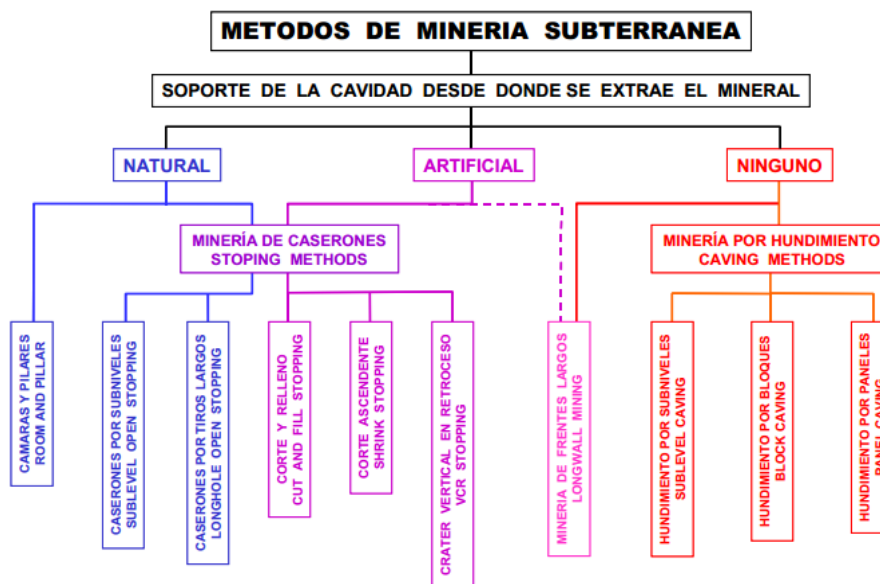 METODOS DE MINERIA SUBTERRANEA
SOPORTE DE LA CAVIDAD DESDE DONDE SE EXTRAE EL MINERAL
NATURAL
ARTIFICIAL
NINGUNO
MINERÍA DE CASERONES
STOPING METHODS
MINERÍA POR HUNDIMIENTO
CAVING METHODS
CAMARAS Y PILARES
ROOM AND PILLAR
CASERONES POR SUBNIVELES
SUBLEVEL OPEN STOPPING
CASERONES POR TIROS LARGOS
LONGHOLE OPEN STOPPING
CORTE Y RELLENO
CUT AND FILL STOPPING
CORTE ASCENDENTE
SHRINK STOPPING
CRATER VERTICAL EN RETROCESO
VCR STOPPING
MINERIA DE FRENTES LARGOS
LONGWALL MINING
HUNDIMIENTO POR SUBNIVELES
SUBLEVEL CAVING
HUNDIMIENTO POR BLOQUES
BLOCK CAVING
HUNDIMIENTO POR PANELES
PANEL CAVING